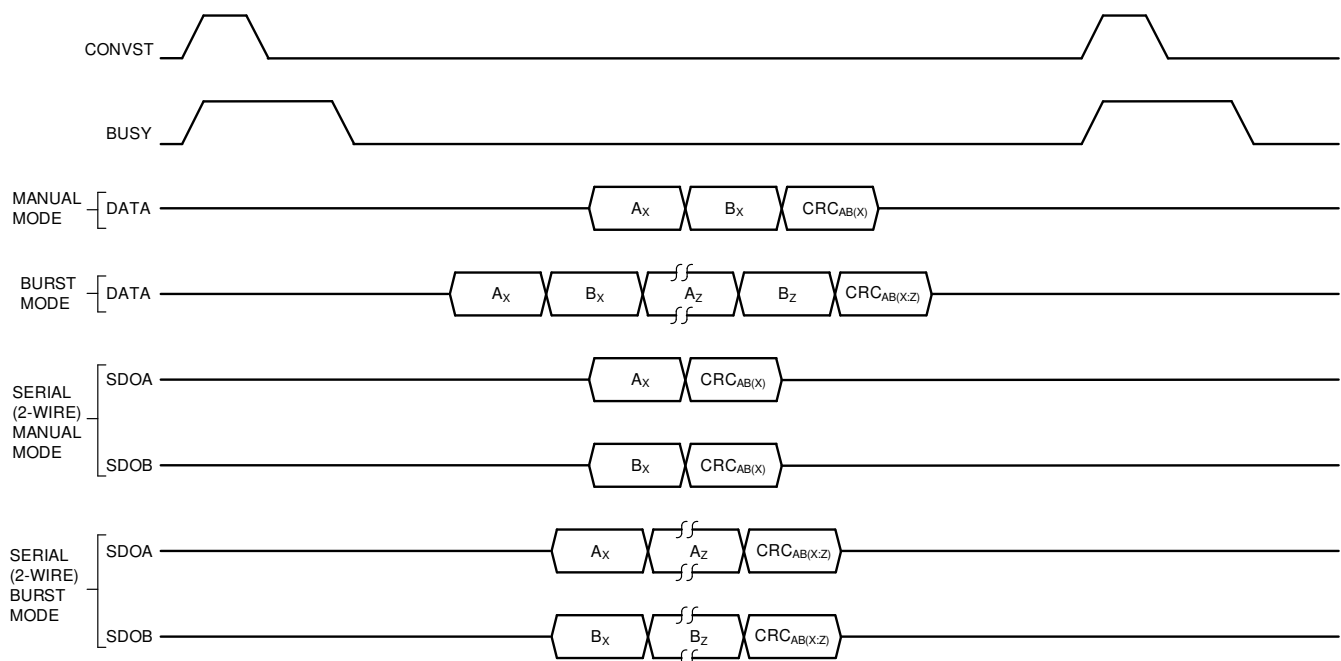 CONVST
BUSY
MANUAL
MODE
DATA
AX
BX
CRCAB(X)
BURST
MODE
DATA
AX
BX
AZ
BZ
CRCAB(X:Z)
SERIAL
(2-WIRE)
MANUAL
MODE
SDOA
AX
CRCAB(X)
SDOB
BX
CRCAB(X)
SERIAL
(2-WIRE)
BURST
MODE
SDOA
AX
AZ
CRCAB(X:Z)
SDOB
BX
BZ
CRCAB(X:Z)